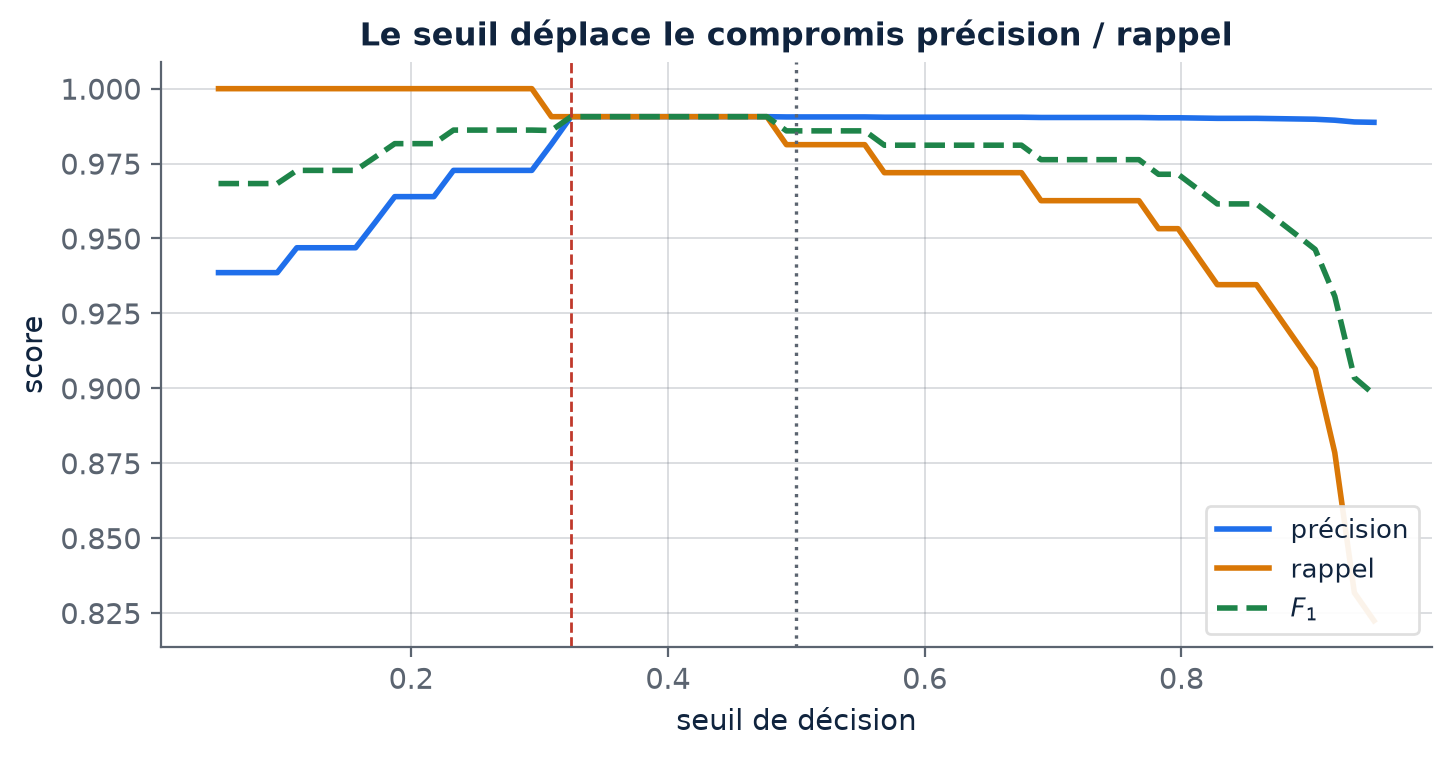 Le seuil déplace le compromis précision / rappel
1.000
0.975
0.950
0.925
0.900
0.875
0.850
0.825
score
0.2
0.4
0.6
0.8
seuil de décision
précision
rappel
F₁